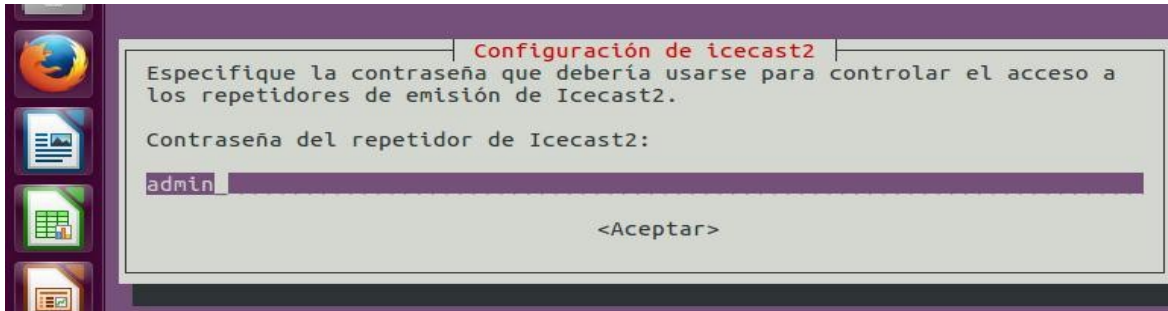 Configuración de icecast2
Especifique la contraseña que debería usarse para controlar el acceso a
los repetidores de emisión de Icecast2.
Contraseña del repetidor de Icecast2:
admin_
<Aceptar>